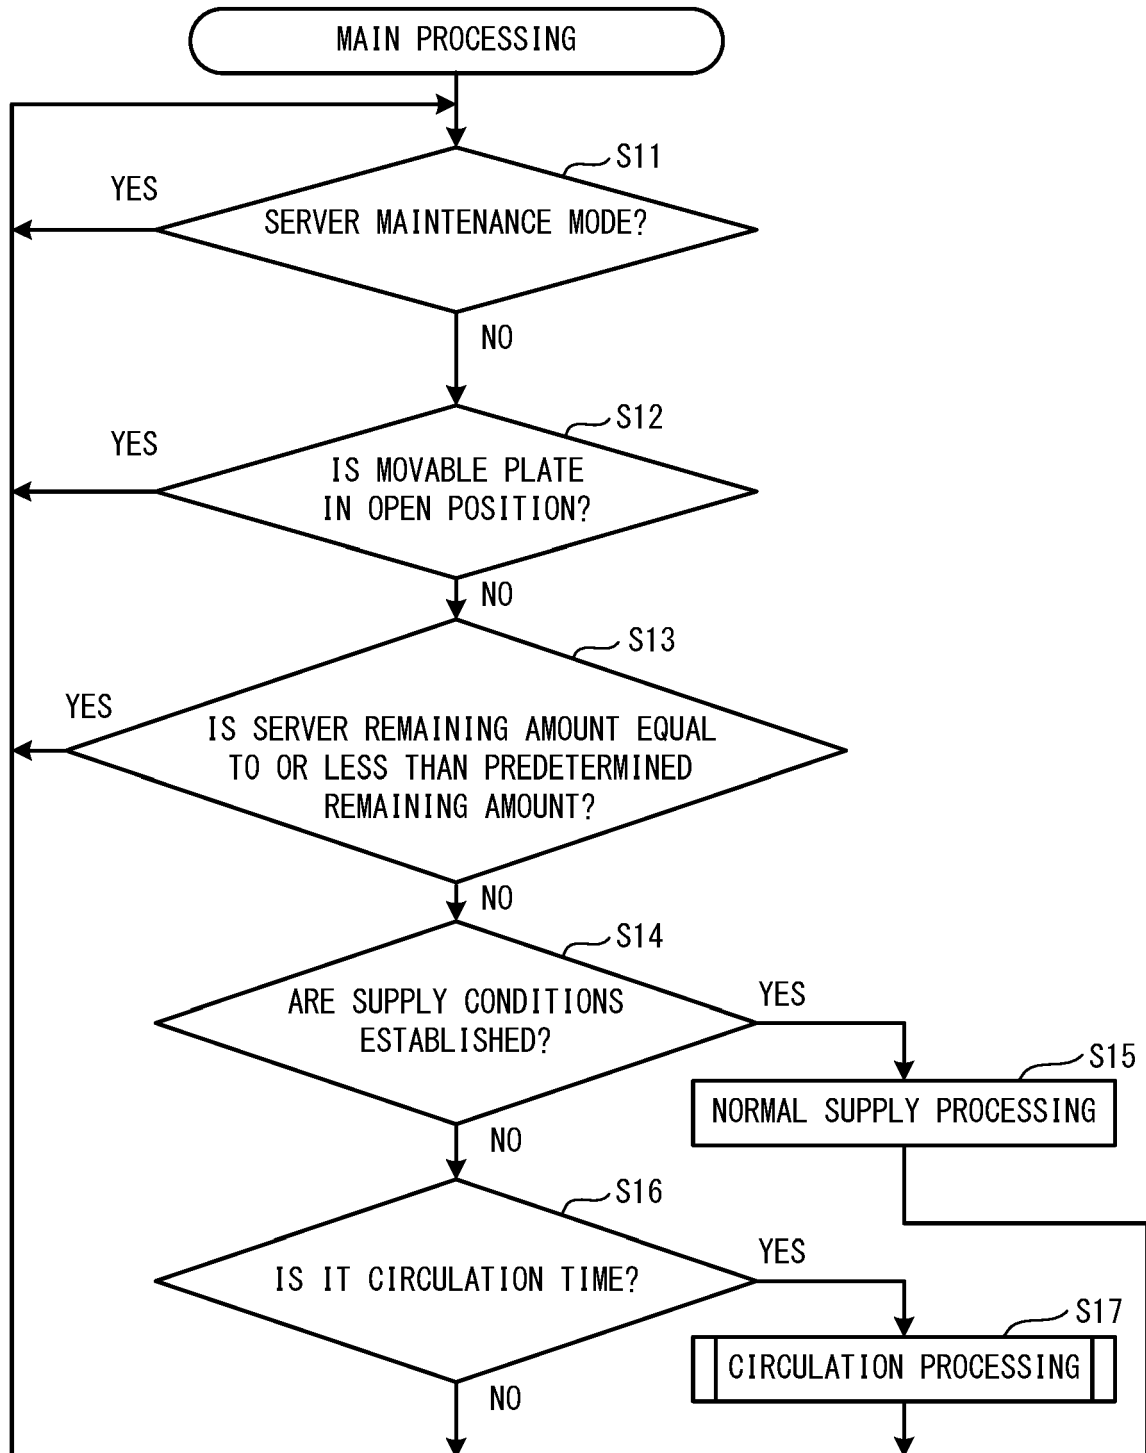 MAIN PROCESSING
S11
YES
SERVER MAINTENANCE MODE?
NO
S12
YES
IS MOVABLE PLATE
IN OPEN POSITION?
NO
S13
YES
IS SERVER REMAINING AMOUNT EQUAL
TO OR LESS THAN PREDETERMINED
REMAINING AMOUNT?
NO
S14
ARE SUPPLY CONDITIONS
ESTABLISHED?
YES
S15
NORMAL SUPPLY PROCESSING
NO
S16
IS IT CIRCULATION TIME?
YES
S17
CIRCULATION PROCESSING
NO